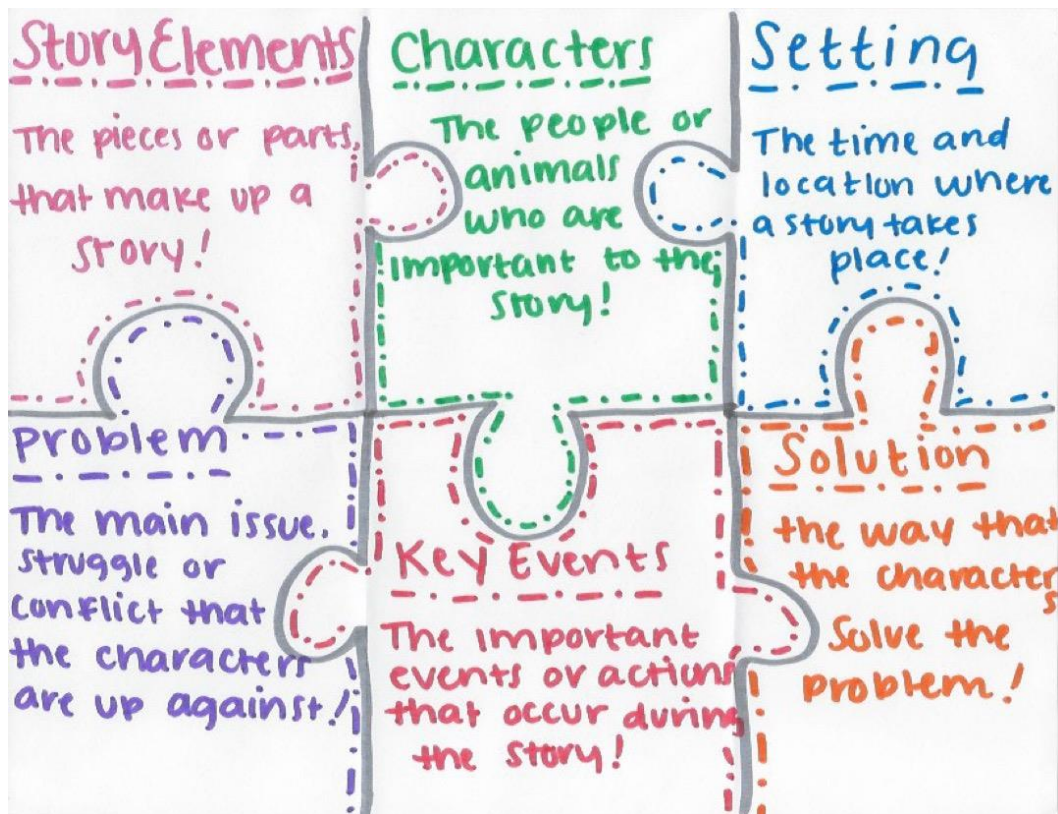 Story Elements
The pieces or parts
that make up a
story!
Characters
The people or
animals
who are
important to the
story!
Setting
The time and
location where
a story takes
place!
Problem
The main issue,
struggle or
conflict that
the characters
are up against!
Key Events
The important
events or actions
that occur during
the story!
Solution
the way that
the characters
solve the
problem!